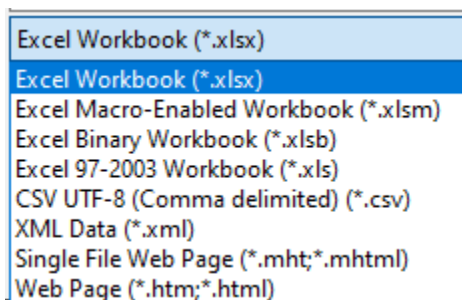 Excel Workbook (*.xlsx)
Excel Workbook (*.xlsx)
Excel Macro-Enabled Workbook (*.xlsm)
Excel Binary Workbook (*.xlsb)
Excel 97-2003 Workbook (*.xls)
CSV UTF-8 (Comma delimited) (*.csv)
XML Data (*.xml)
Single File Web Page (*.mht;*.mhtml)
Web Page (*.htm;*.html)